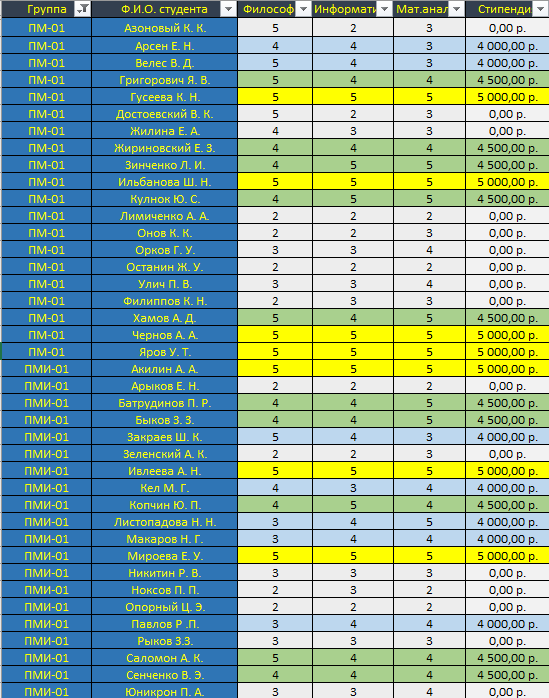 Группа Ф.И.О. студента Философ Информати Мат.анал Стипенди
ПМ-01 Азоновый К. К. 5 2 3 0,00 р.
ПМ-01 Арсен Е. Н. 4 4 3 4 000,00 р.
ПМ-01 Велес В. Д. 5 4 3 4 000,00 р.
ПМ-01 Григорович Я. В. 5 4 4 4 500,00 р.
ПМ-01 Гусеева К. Н. 5 5 5 5 000,00 р.
ПМ-01 Достоевский В. К. 5 2 3 0,00 р.
ПМ-01 Жилина Е. А. 4 3 3 0,00 р.
ПМ-01 Жириновский Е. З. 4 4 4 4 500,00 р.
ПМ-01 Зинченко Л. И. 4 5 5 4 500,00 р.
ПМ-01 Ильбанова Ш. Н. 5 5 5 5 000,00 р.
ПМ-01 Кулнок Ю. С. 4 5 5 4 500,00 р.
ПМ-01 Лимиченко А. А. 2 2 2 0,00 р.
ПМ-01 Онов К. К. 2 2 3 0,00 р.
ПМ-01 Орков Г. У. 3 3 4 0,00 р.
ПМ-01 Останин Ж. У. 2 2 2 0,00 р.
ПМ-01 Улич П. В. 3 3 4 0,00 р.
ПМ-01 Филиппов К. Н. 2 3 3 0,00 р.
ПМ-01 Хамов А. Д. 5 4 5 4 500,00 р.
ПМ-01 Чернов А. А. 5 5 5 5 000,00 р.
ПМ-01 Яров У. Т. 5 5 5 5 000,00 р.
ПМИ-01 Акилин А. А. 5 5 5 5 000,00 р.
ПМИ-01 Арыков Е. Н. 2 2 2 0,00 р.
ПМИ-01 Батрудинов П. Р. 4 4 5 4 500,00 р.
ПМИ-01 Быков З. З. 4 4 5 4 500,00 р.
ПМИ-01 Закраев Ш. К. 5 4 3 4 000,00 р.
ПМИ-01 Зеленский А. К. 2 2 3 0,00 р.
ПМИ-01 Ивлеева А. Н. 5 5 5 5 000,00 р.
ПМИ-01 Кел М. Г. 4 3 4 4 000,00 р.
ПМИ-01 Копчин Ю. П. 4 5 4 4 500,00 р.
ПМИ-01 Листопадова Н. Н. 3 4 5 4 000,00 р.
ПМИ-01 Макаров Н. Г. 3 4 4 4 000,00 р.
ПМИ-01 Мироева Е. У. 5 5 5 5 000,00 р.
ПМИ-01 Никитин Р. В. 3 3 3 0,00 р.
ПМИ-01 Ноксов П. П. 2 3 2 0,00 р.
ПМИ-01 Опорный Ц. Э. 2 2 2 0,00 р.
ПМИ-01 Павлов Р .П. 3 4 4 4 000,00 р.
ПМИ-01 Рыков З.З. 3 3 3 0,00 р.
ПМИ-01 Саломон А. К. 5 4 4 4 500,00 р.
ПМИ-01 Сенченко В. Э. 4 4 4 4 500,00 р.
ПМИ-01 Юникрон П. А. 3 3 4 0,00 р.